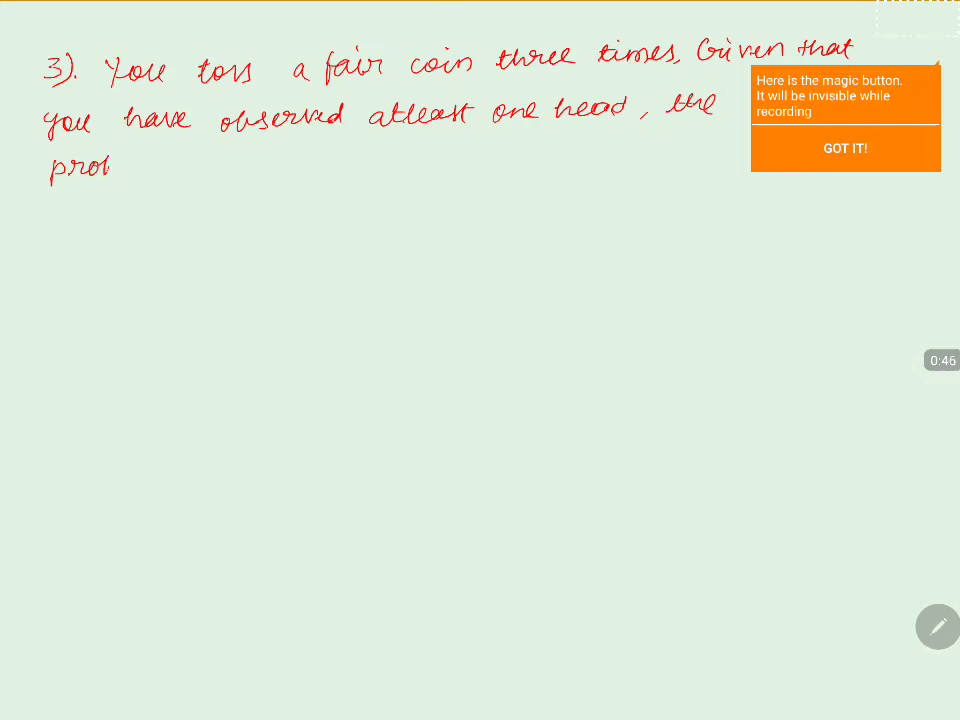 3). You toss a fair coin three times. Given that
you have observed atleast one head, the
prob
Here is the magic button.
It will be invisible while
recording
GOT IT!
0:46